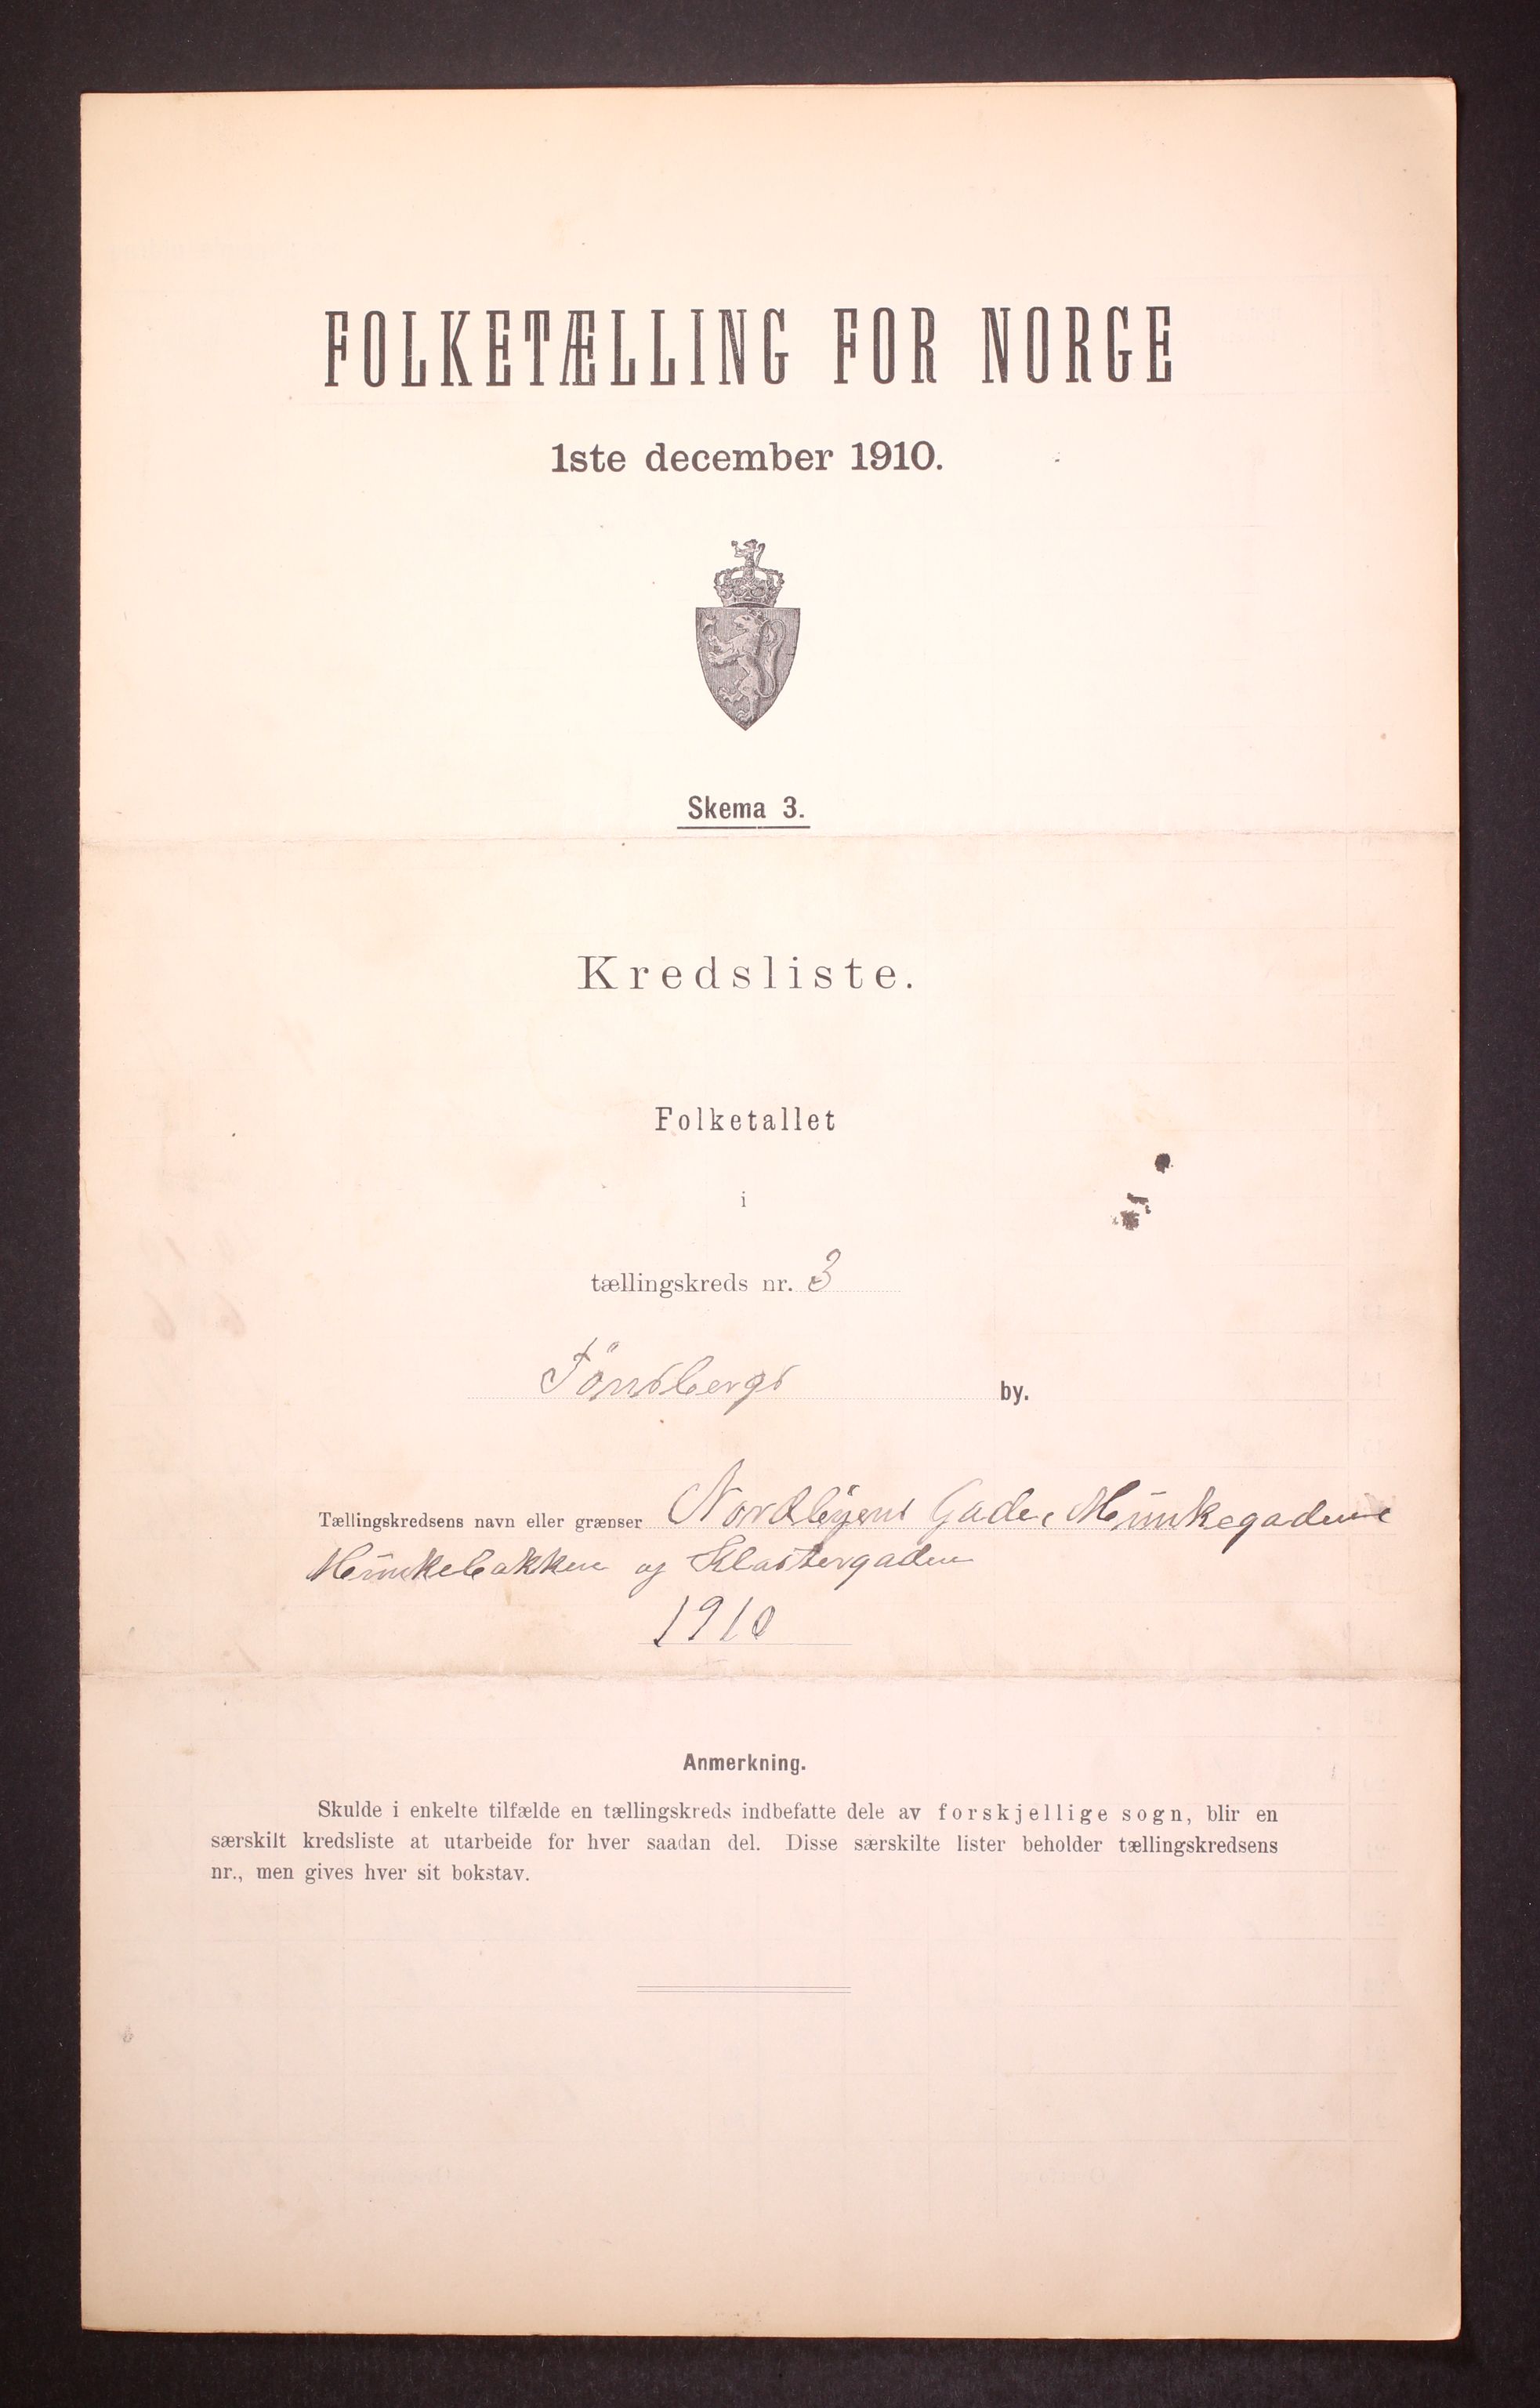 FOLKETÆLLING FOR NORGE
1ste december 1910.
Skema 3.
Kredsliste.
Folketallet
i
tællingskreds nr. 3
Tönsbergs by.
Tællingskredsens navn eller grænser Nordbyens Gade, Munkegaden
Munkebakken og Klostergaden
1910
Anmerkning.
Skulde i enkelte tilfælde en tællingskreds indbefatte dele av forskjellige sogn, blir en
særskilt kredsliste at utarbeide for hver saadan del. Disse særskilte lister beholder tællingskredsens
nr., men gives hver sit bokstav.